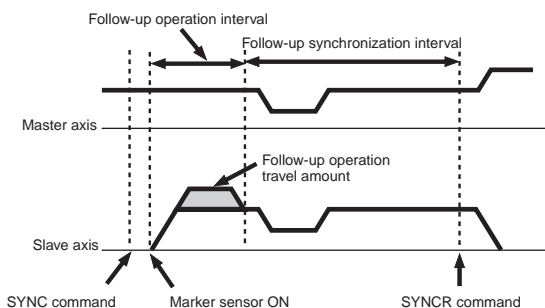 Follow-up operation interval
Follow-up synchronization interval
Master axis
Follow-up operation
travel amount
Slave axis
SYNC command
Marker sensor ON
SYNCR command